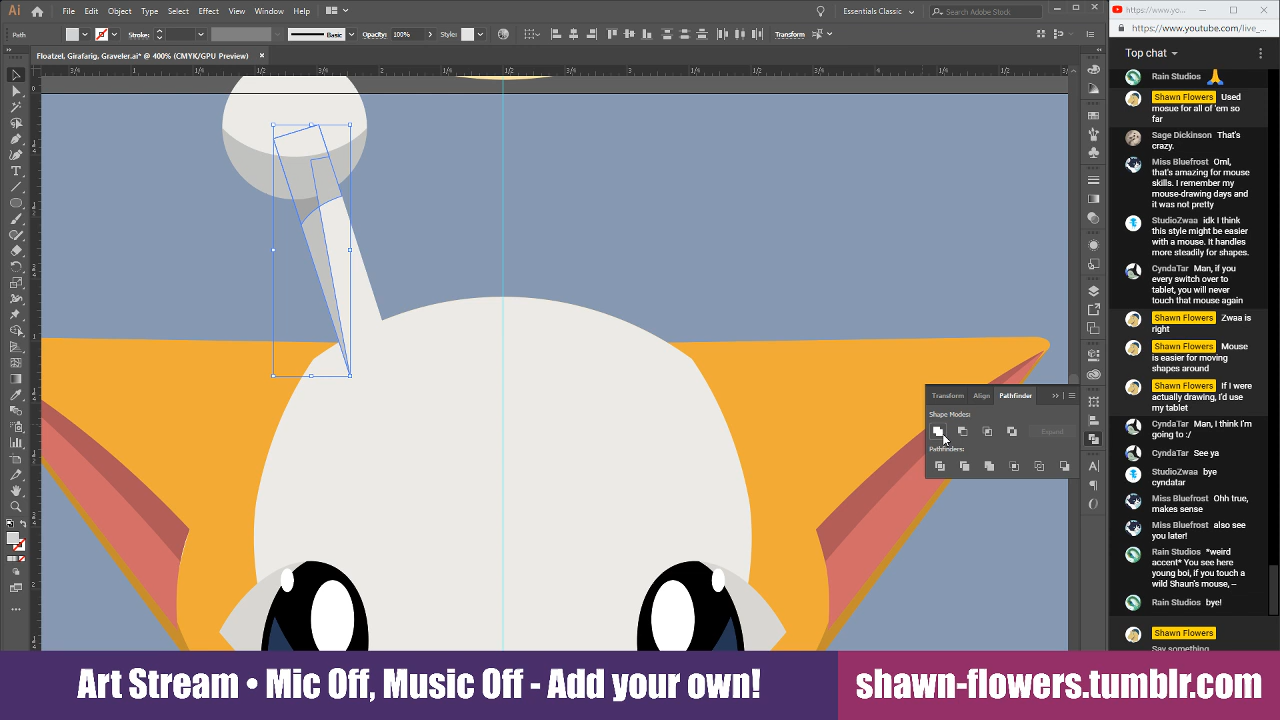 Ai File Edit Object Type Select Effect View Window Help Essentials Classic Search Adobe Stock
Path Stroke: Basic Opacity: 100% Style: Transform
Floatzel, Girafarig, Graveler.ai* @ 400% (CMYK/GPU Preview)
Transform Align Pathfinder
Shape Modes:
Expand
Pathfinders:
https://www.yo...
https://www.youtube.com/live_...
Top chat
Rain Studios 🙏
Shawn Flowers Used
mosue for all of 'em so
far
Sage Dickinson That's
crazy.
Miss Bluefrost Oml,
that's amazing for mouse
skills. I remember my
mouse-drawing days and
it was not pretty
StudioZwaa idk I think
this style might be easier
with a mouse. It handles
more steadily for shapes.
CyndaTar Man, if you
every switch over to
tablet, you will never
touch that mouse again
Shawn Flowers Zwaa is
right
Shawn Flowers Mouse
is easier for moving
shapes around
Shawn Flowers If I were
actually drawing, I'd use
my tablet
CyndaTar Man, I think I'm
going to :/
CyndaTar See ya
StudioZwaa bye
cyndatar
Miss Bluefrost Ohh true,
makes sense
Miss Bluefrost also see
you later!
Rain Studios *weird
accent* You see here
young boi, if you touch a
wild Shaun's mouse, –
Rain Studios bye!
Shawn Flowers
Say something...
Art Stream • Mic Off, Music Off - Add your own!
shawn-flowers.tumblr.com